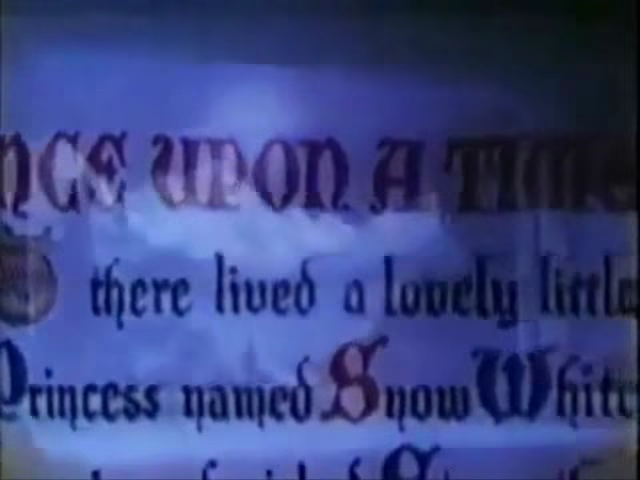 NCE UPON A TIME
there lived a lovely little
Princess named Snow White